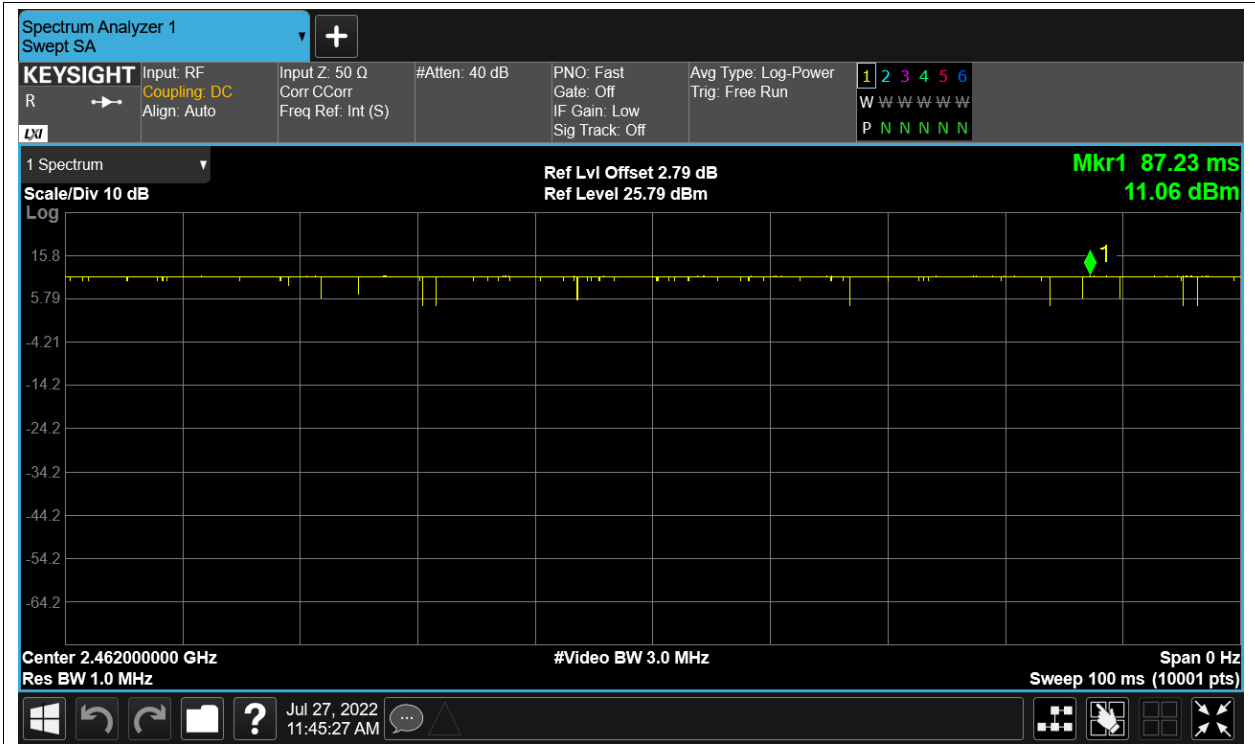 Spectrum Analyzer 1
Swept SA
+
KEYSIGHT
R
LXI
Input: RF
Coupling: DC
Align: Auto
Input Z: 50 Ω
Corr CCorr
Freq Ref: Int (S)
#Atten: 40 dB
PNO: Fast
Gate: Off
IF Gain: Low
Sig Track: Off
Avg Type: Log-Power
Trig: Free Run
1 2 3 4 5 6
W W W W W W
P N N N N N
1 Spectrum
Scale/Div 10 dB
Ref Lvl Offset 2.79 dB
Ref Level 25.79 dBm
Mkr1 87.23 ms
11.06 dBm
Log
1
15.8
5.79
-4.21
-14.2
-24.2
-34.2
-44.2
-54.2
-64.2
Center 2.462000000 GHz
#Video BW 3.0 MHz
Span 0 Hz
Res BW 1.0 MHz
Sweep 100 ms (10001 pts)
?
Jul 27, 2022
11:45:27 AM